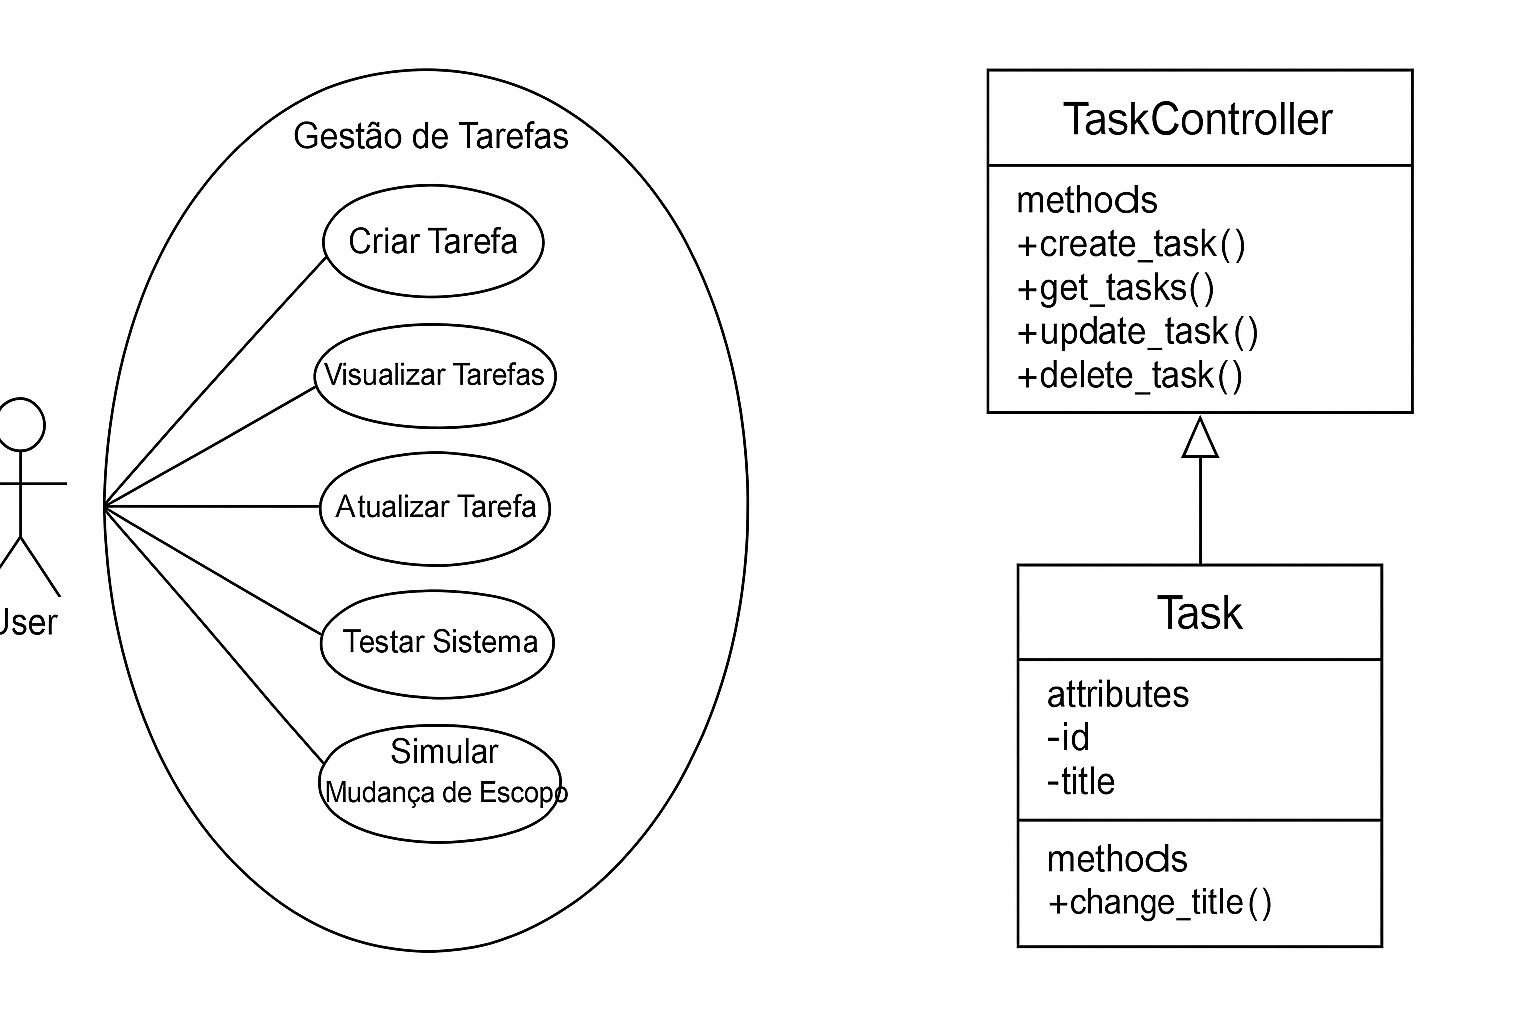 Gestão de Tarefas
Criar Tarefa
Visualizar Tarefas
Atualizar Tarefa
Testar Sistema
Simular
Mudança de Escopo
User
TaskController
methods
+create_task()
+get_tasks()
+update_task()
+delete_task()
Task
attributes
-id
-title
methods
+change_title()